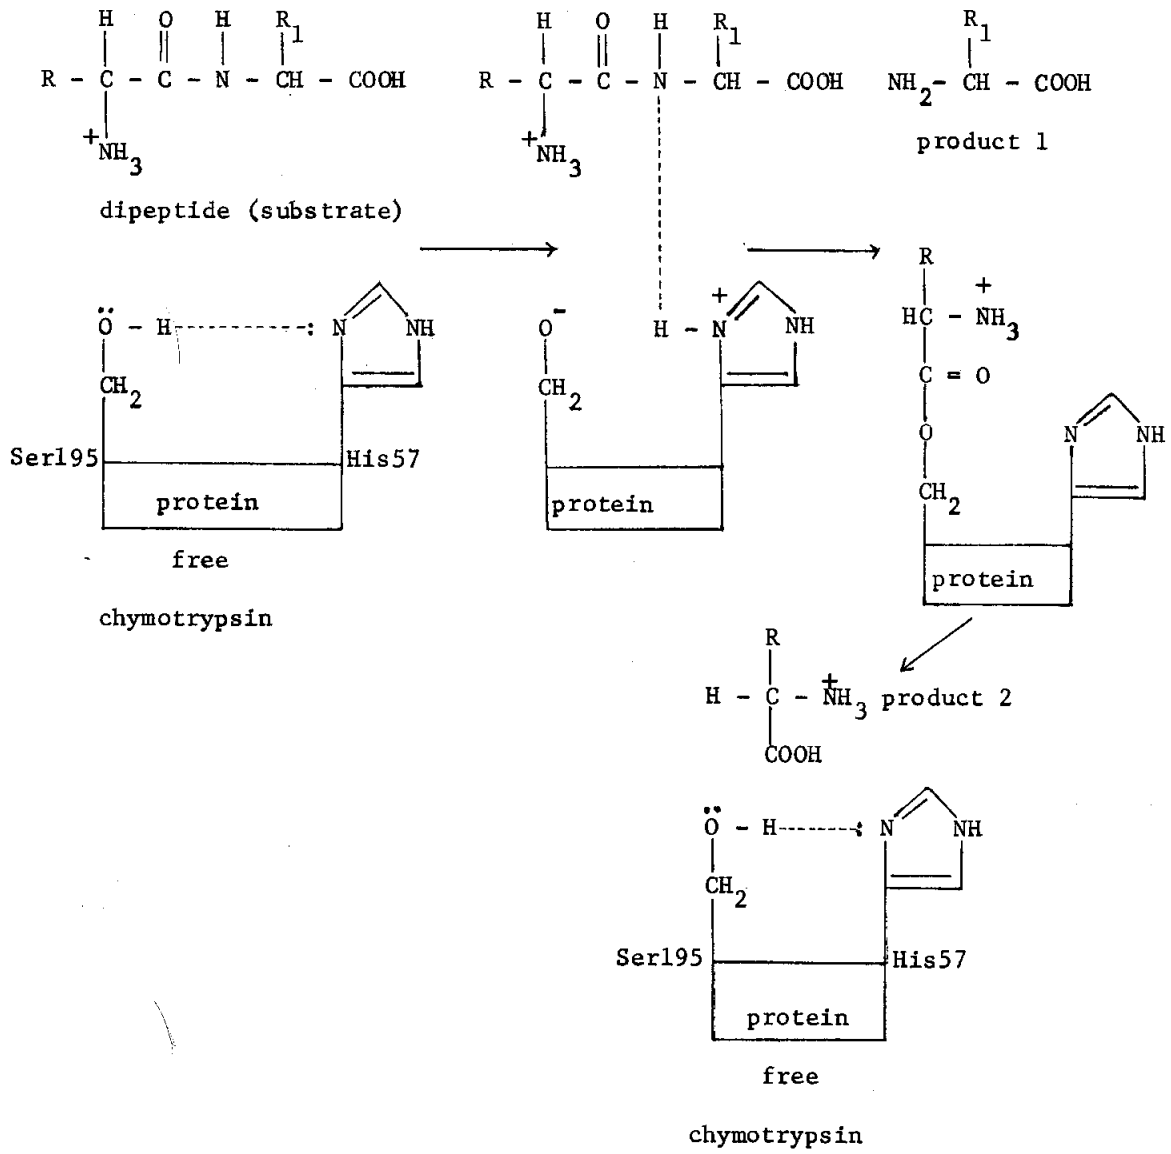 H O H R1 H O H R1 R1
R - C - C - N - CH - COOH R - C - C - N - CH - COOH NH2- CH - COOH
+NH3 +NH3 product 1
dipeptide (substrate)
R
Ö - H : N NH O- H - N+ NH HC - +NH3
CH2 CH2 C = O
O N NH
Ser195 His57
protein protein CH2
free protein
chymotrypsin
R
H - C - +NH3 product 2
COOH
Ö - H : N NH
CH2
Ser195 His57
protein
free
chymotrypsin